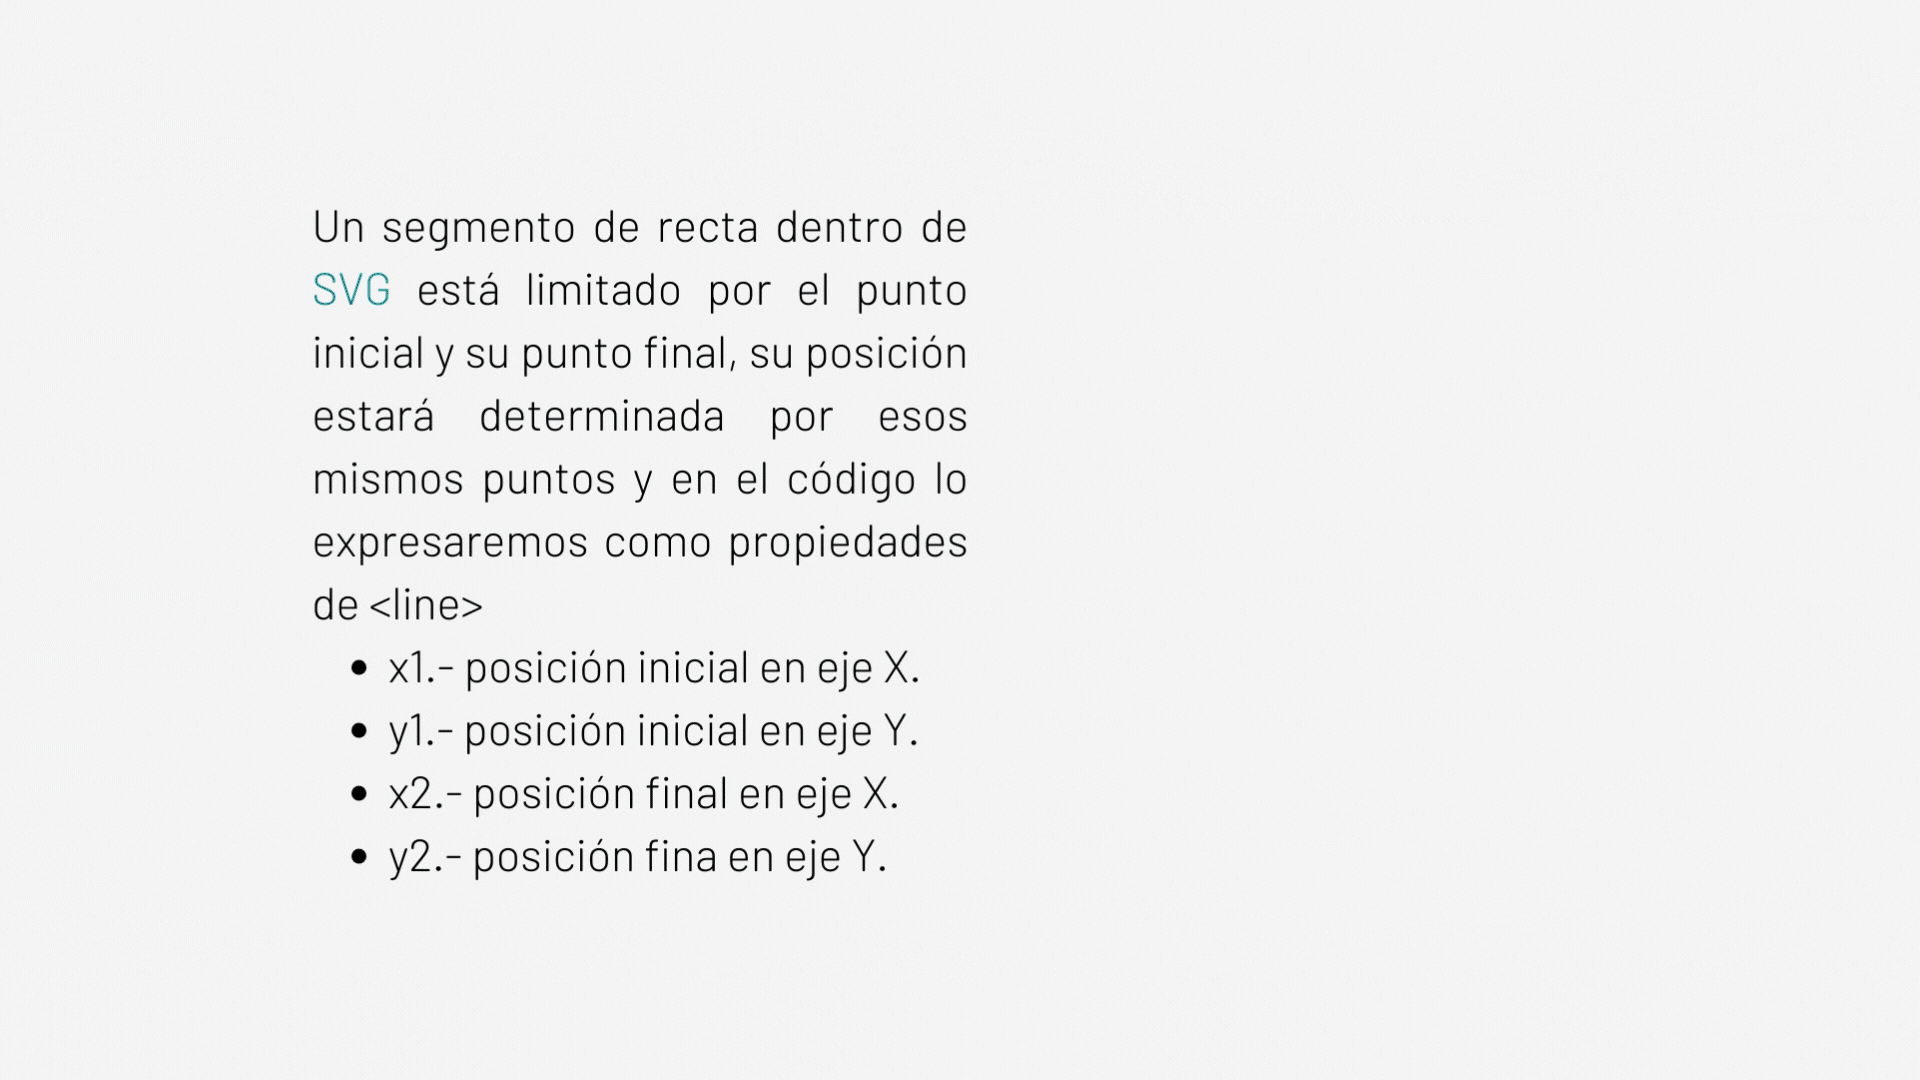 Un segmento de recta dentro de
SVG está limitado por el punto
inicial y su punto final, su posición
estará determinada por esos
mismos puntos y en el código lo
expresaremos como propiedades
de <line>
• x1.- posición inicial en eje X.
• y1.- posición inicial en eje Y.
• x2.- posición final en eje X.
• y2.- posición fina en eje Y.